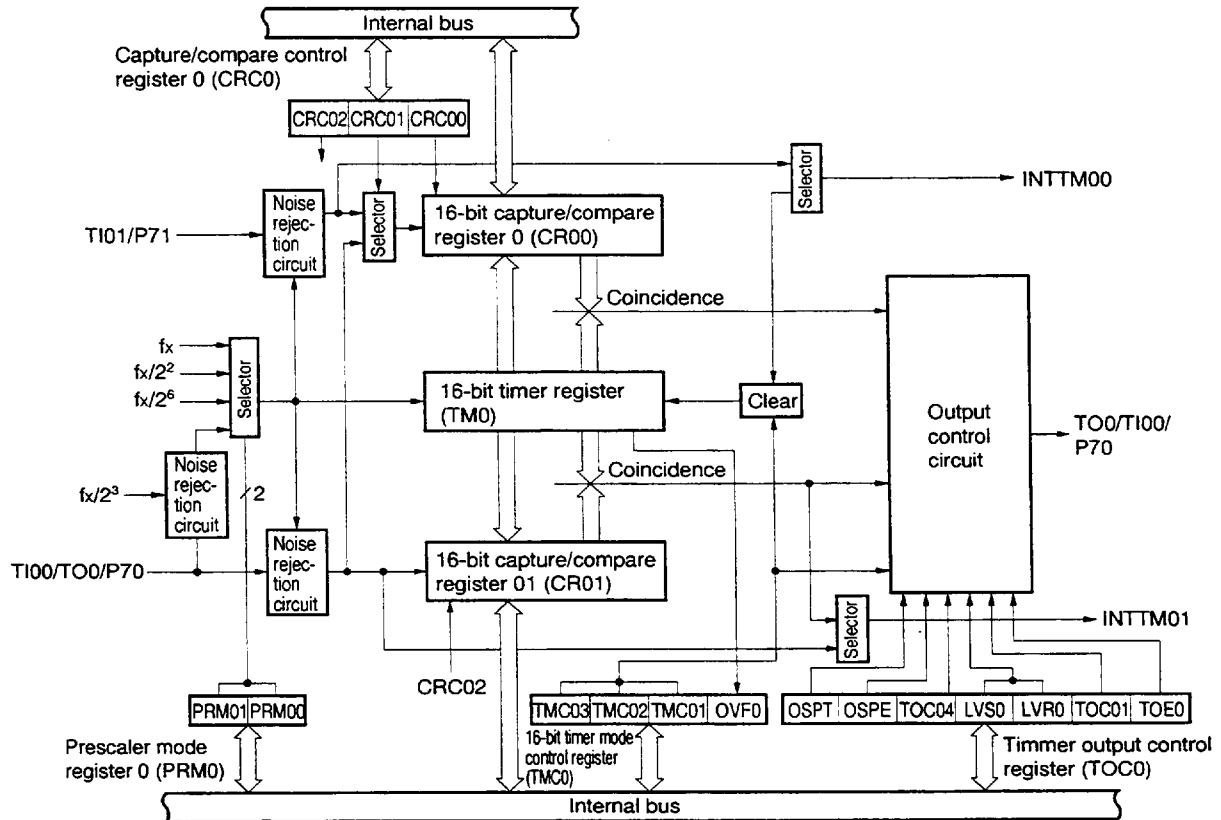 Internal bus
Capture/compare control
register 0 (CRC0)
CRC02 CRC01 CRC00
Selector
INTTM00
TI01/P71
Noise
rejec-
tion
circuit
Selector
16-bit capture/compare
register 0 (CR00)
Coincidence
fx
fx/2²
fx/2⁶
Selector
16-bit timer register
(TM0)
Clear
Output
control
circuit
TO0/TI00/
P70
fx/2³
Noise
rejec-
tion
circuit
2
Coincidence
TI00/TO0/P70
Noise
rejec-
tion
circuit
16-bit capture/compare
register 01 (CR01)
Selector
INTTM01
CRC02
PRM01 PRM00
TMC03 TMC02 TMC01 OVF0
OSPT OSPE TOC04 LVS0 LVR0 TOC01 TOE0
Prescaler mode
register 0 (PRM0)
16-bit timer mode
control register
(TMC0)
Timmer output control
register (TOC0)
Internal bus